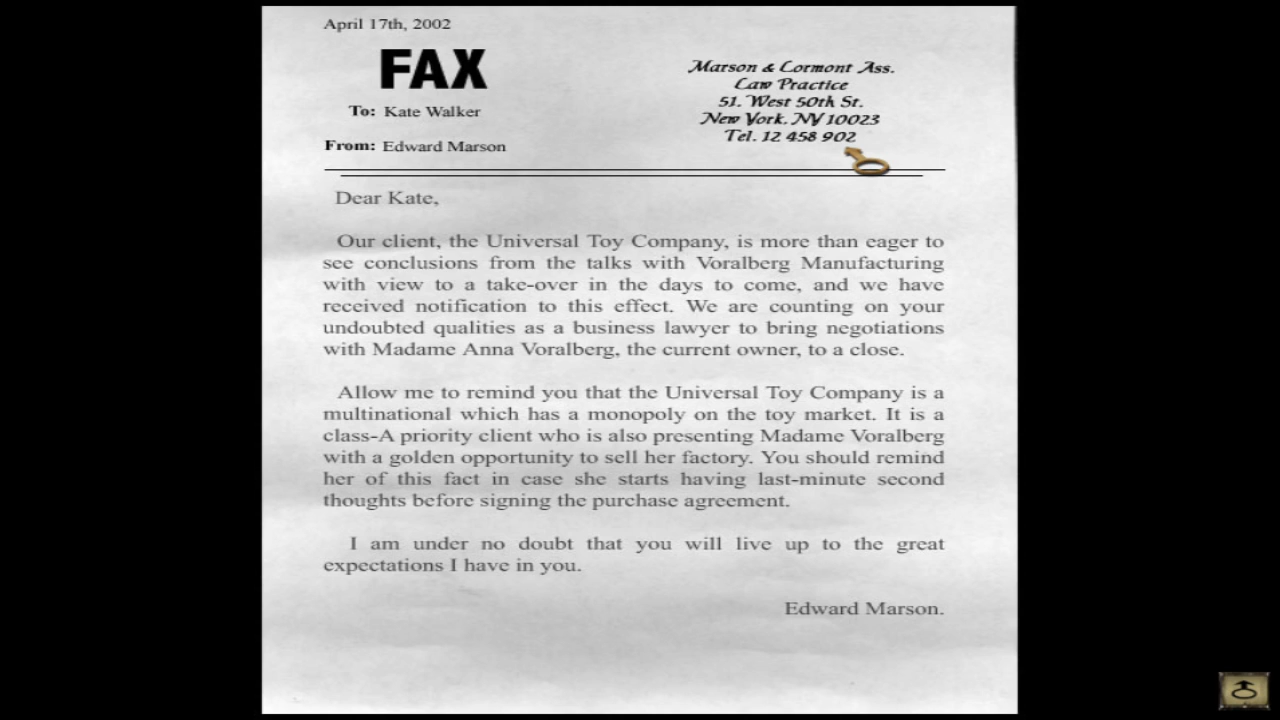 April 17th, 2002
FAX
To: Kate Walker
From: Edward Marson
Marson & Lormont Ass.
Law Practice
51. West 50th St.
New York. NY 10023
Tel. 12 458 902
Dear Kate,
Our client, the Universal Toy Company, is more than eager to
see conclusions from the talks with Voralberg Manufacturing
with view to a take-over in the days to come, and we have
received notification to this effect. We are counting on your
undoubted qualities as a business lawyer to bring negotiations
with Madame Anna Voralberg, the current owner, to a close.
Allow me to remind you that the Universal Toy Company is a
multinational which has a monopoly on the toy market. It is a
class-A priority client who is also presenting Madame Voralberg
with a golden opportunity to sell her factory. You should remind
her of this fact in case she starts having last-minute second
thoughts before signing the purchase agreement.
I am under no doubt that you will live up to the great
expectations I have in you.
Edward Marson.